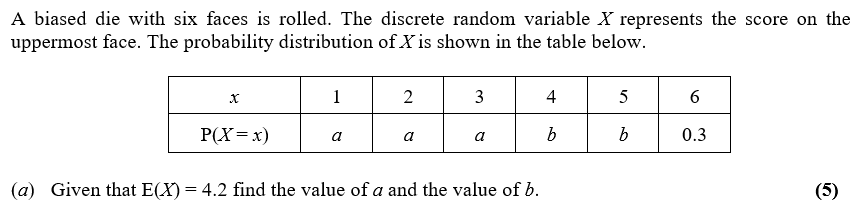 A biased die with six faces is rolled. The discrete random variable X represents the score on the
uppermost face. The probability distribution of X is shown in the table below.
x 1 2 3 4 5 6
P(X = x) a a a b b 0.3
(a) Given that E(X) = 4.2 find the value of a and the value of b. (5)